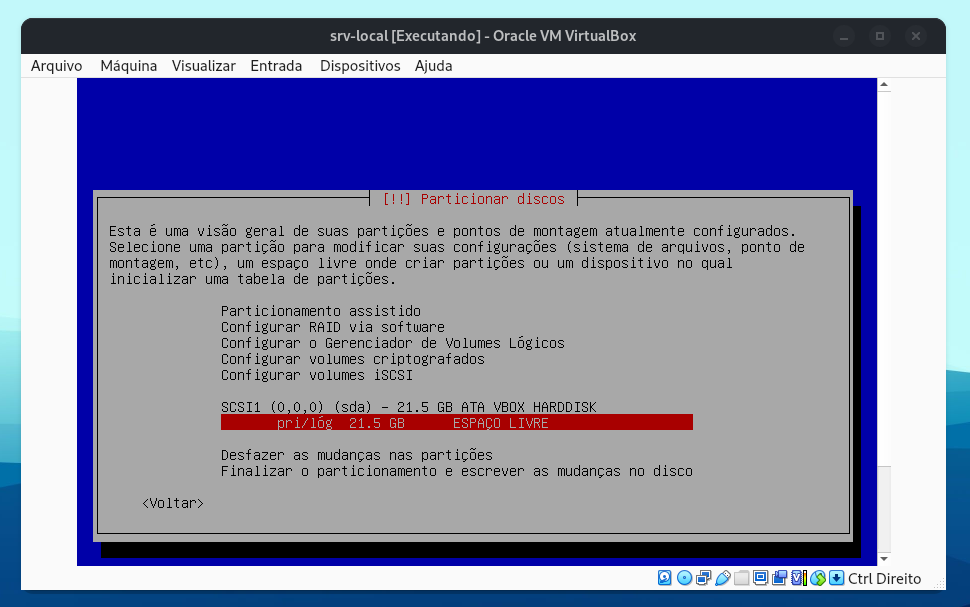 srv-local [Executando] - Oracle VM VirtualBox
Arquivo Máquina Visualizar Entrada Dispositivos Ajuda
[!!] Particionar discos
Esta é uma visão geral de suas partições e pontos de montagem atualmente configurados.
Selecione uma partição para modificar suas configurações (sistema de arquivos, ponto de
montagem, etc), um espaço livre onde criar partições ou um dispositivo no qual
inicializar uma tabela de partições.
Particionamento assistido
Configurar RAID via software
Configurar o Gerenciador de Volumes Lógicos
Configurar volumes criptografados
Configurar volumes iSCSI
SCSI1 (0,0,0) (sda) - 21.5 GB ATA VBOX HARDDISK
pri/lóg 21.5 GB ESPAÇO LIVRE
Desfazer as mudanças nas partições
Finalizar o particionamento e escrever as mudanças no disco
<Voltar>
Ctrl Direito